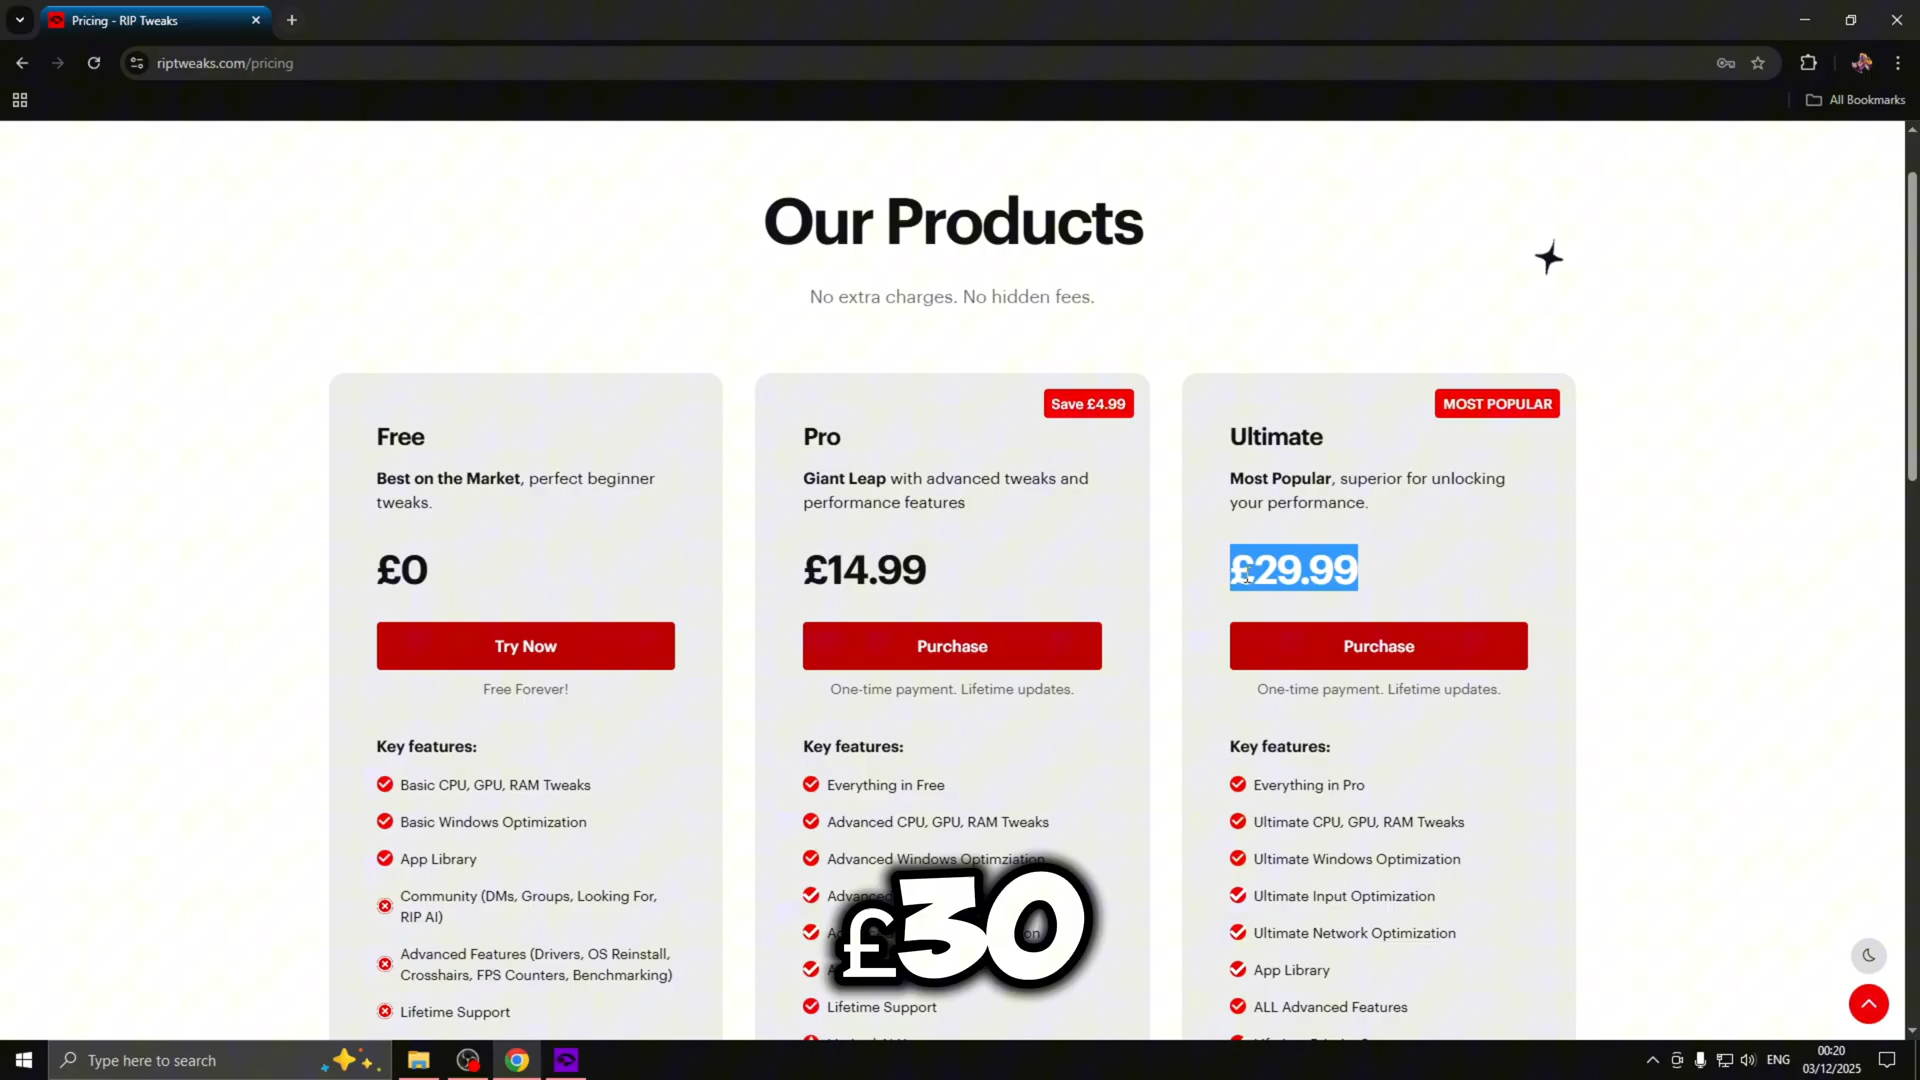 Pricing - RIP Tweaks
riptweaks.com/pricing
All Bookmarks
Our Products
No extra charges. No hidden fees.
Free
Best on the Market, perfect beginner
tweaks.
£0
Try Now
Free Forever!
Key features:
Basic CPU, GPU, RAM Tweaks
Basic Windows Optimization
App Library
Community (DMs, Groups, Looking For,
RIP AI)
Advanced Features (Drivers, OS Reinstall,
Crosshairs, FPS Counters, Benchmarking)
Lifetime Support
Save £4.99
Pro
Giant Leap with advanced tweaks and
performance features
£14.99
Purchase
One-time payment. Lifetime updates.
Key features:
Everything in Free
Advanced CPU, GPU, RAM Tweaks
Advanced Windows Optimziation
Lifetime Support
MOST POPULAR
Ultimate
Most Popular, superior for unlocking
your performance.
£29.99
Purchase
One-time payment. Lifetime updates.
Key features:
Everything in Pro
Ultimate CPU, GPU, RAM Tweaks
Ultimate Windows Optimization
Ultimate Input Optimization
Ultimate Network Optimization
App Library
ALL Advanced Features
£30
Type here to search
ENG
00:20
03/12/2025